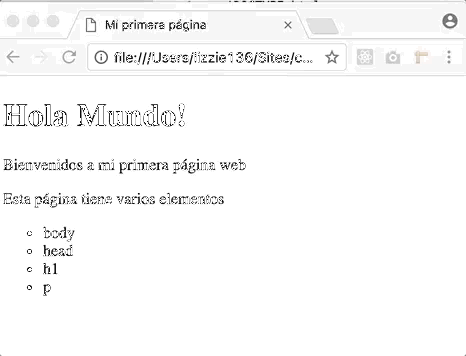 Mi primera página
file:///Users/lizzie136/Sites/c...
Hola Mundo!
Bienvenidos a mi primera página web
Esta página tiene varios elementos
body
head
h1
p